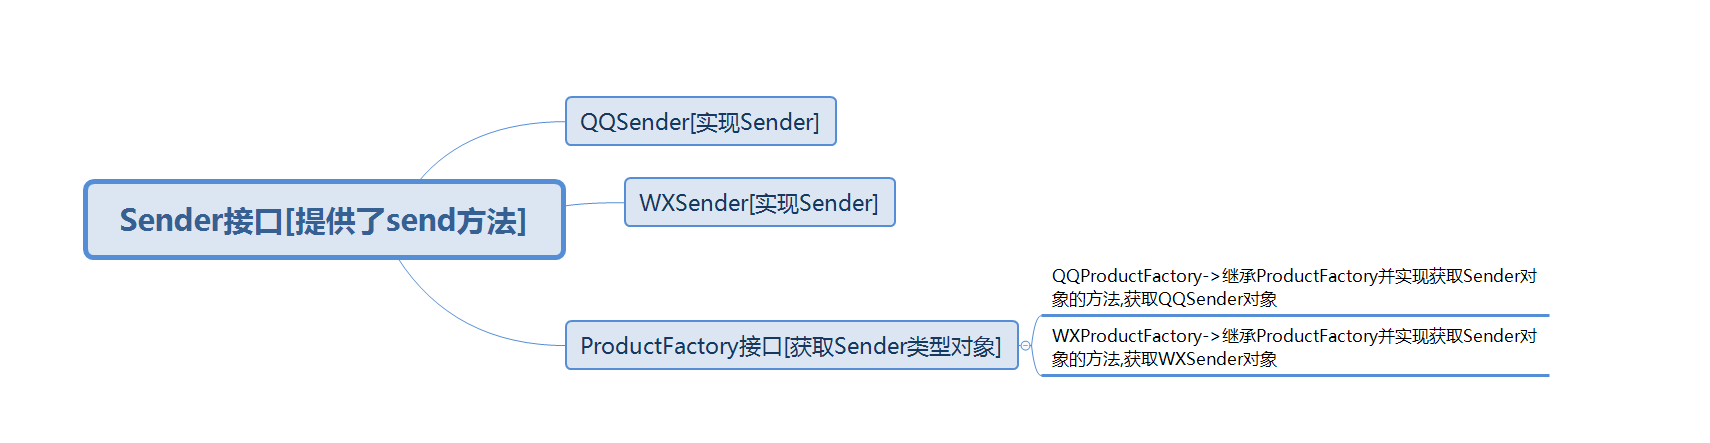 QQSender[实现Sender]
WXSender[实现Sender]
Sender接口[提供了send方法]
ProductFactory接口[获取Sender类型对象]
QQProductFactory->继承ProductFactory并实现获取Sender对
象的方法,获取QQSender对象
WXProductFactory->继承ProductFactory并实现获取Sender对
象的方法,获取WXSender对象